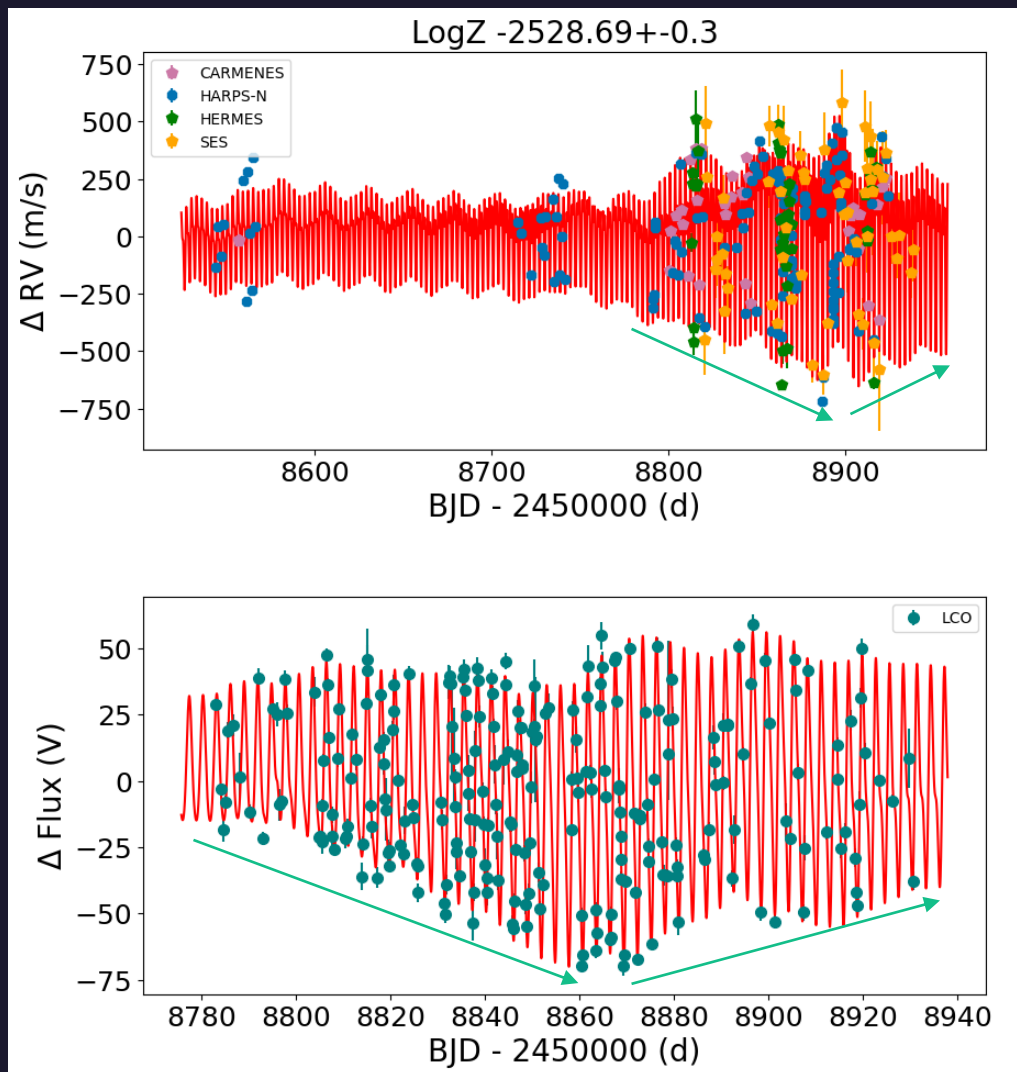 LogZ -2528.69+-0.3
Δ RV (m/s)
750
500
250
0
−250
−500
−750
CARMENES
HARPS-N
HERMES
SES
8600 8700 8800 8900
BJD - 2450000 (d)
Δ Flux (V)
50
25
0
−25
−50
−75
LCO
8780 8800 8820 8840 8860 8880 8900 8920 8940
BJD - 2450000 (d)